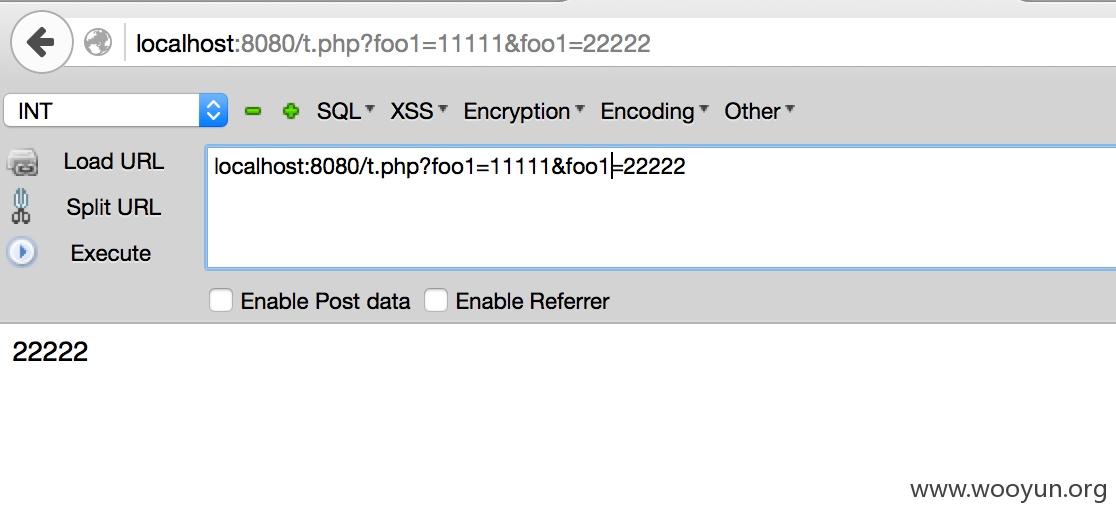 localhost:8080/t.php?foo1=11111&foo1=22222
INT SQL XSS Encryption Encoding Other
Load URL localhost:8080/t.php?foo1=11111&foo1=22222
Split URL
Execute
Enable Post data Enable Referrer
22222
www.wooyun.org